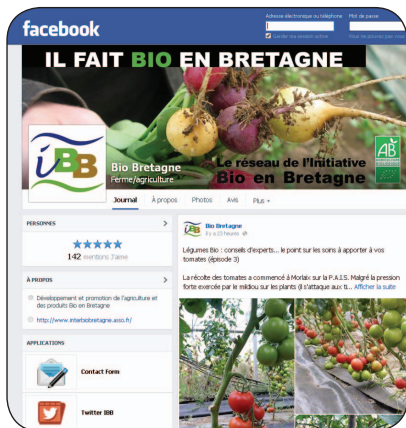 facebook
Adresse électronique ou téléphone
Mot de passe
Garder ma session active
IL FAIT BIO EN BRETAGNE
iBB
Bio Bretagne
Ferme/agriculture
Le réseau de l'Initiative
Bio en Bretagne
AB
Journal
À propos
Photos
Avis
Plus
PERSONNES
142 mentions J'aime
À PROPOS
Développement et promotion de l'agriculture et
des produits Bio en Bretagne
http://www.interbiobretagne.asso.fr/
APPLICATIONS
Contact Form
Twitter IBB
Bio Bretagne
Il y a 22 heures
Légumes Bio : conseils d'experts... le point sur les soins à apporter à vos
tomates (épisode 3)
La récolte des tomates a commencé à Morlaix sur la P.A.I.S. Malgré la pression
forte exercée par le mildiou sur les plants (il s'attaque aux ti... Afficher la suite